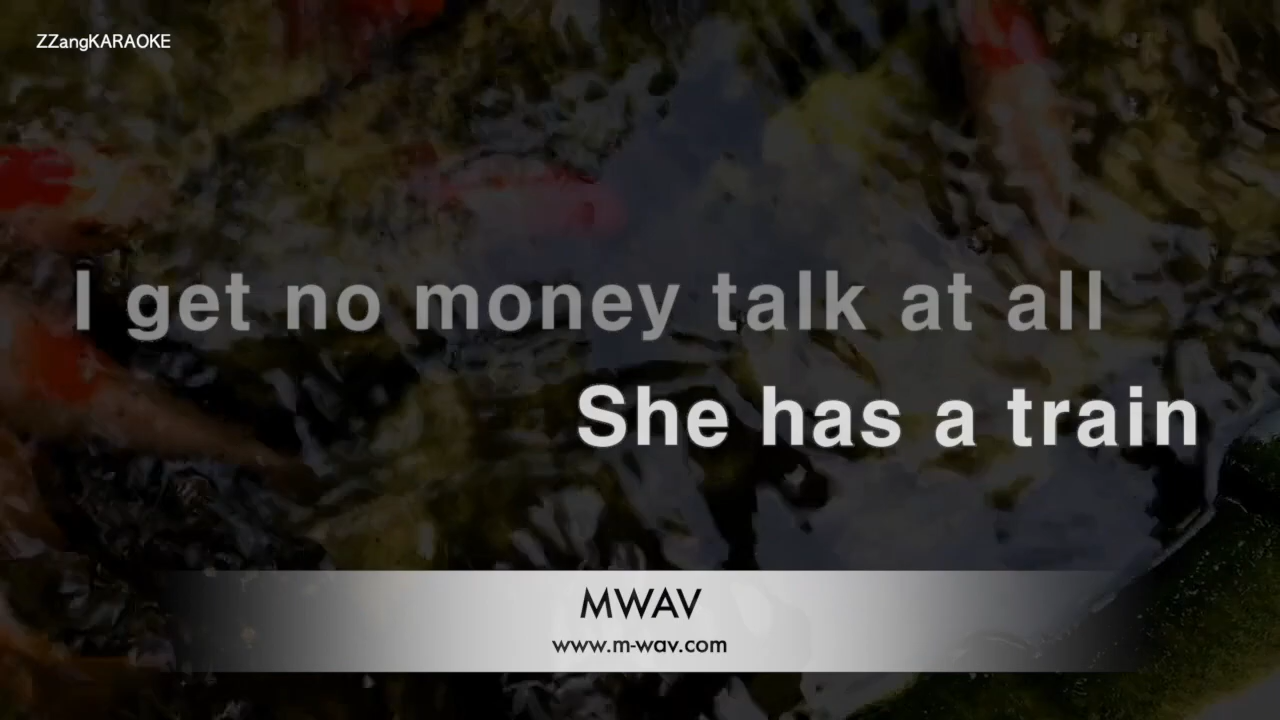 ZZangKARAOKE
I get no money talk at all
She has a train
MWAV
www.m-wav.com